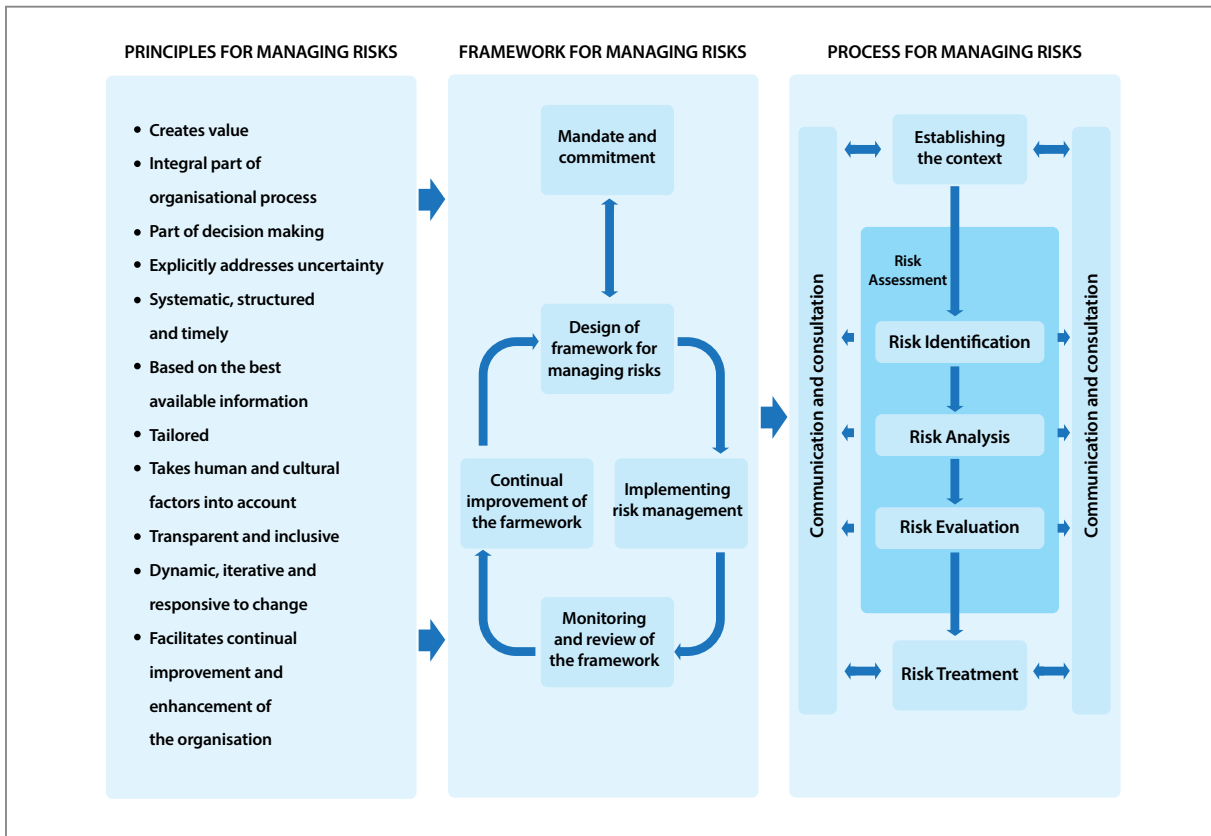 PRINCIPLES FOR MANAGING RISKS
• Creates value
• Integral part of
organisational process
• Part of decision making
• Explicitly addresses uncertainty
• Systematic, structured
and timely
• Based on the best
available information
• Tailored
• Takes human and cultural
factors into account
• Transparent and inclusive
• Dynamic, iterative and
responsive to change
• Facilitates continual
improvement and
enhancement of
the organisation
FRAMEWORK FOR MANAGING RISKS
Mandate and
commitment
Design of
framework for
managing risks
Continual
improvement of
the farmework
Implementing
risk management
Monitoring
and review of
the framework
PROCESS FOR MANAGING RISKS
Communication and consultation
Establishing
the context
Risk
Assessment
Risk Identification
Risk Analysis
Risk Evaluation
Risk Treatment
Communication and consultation